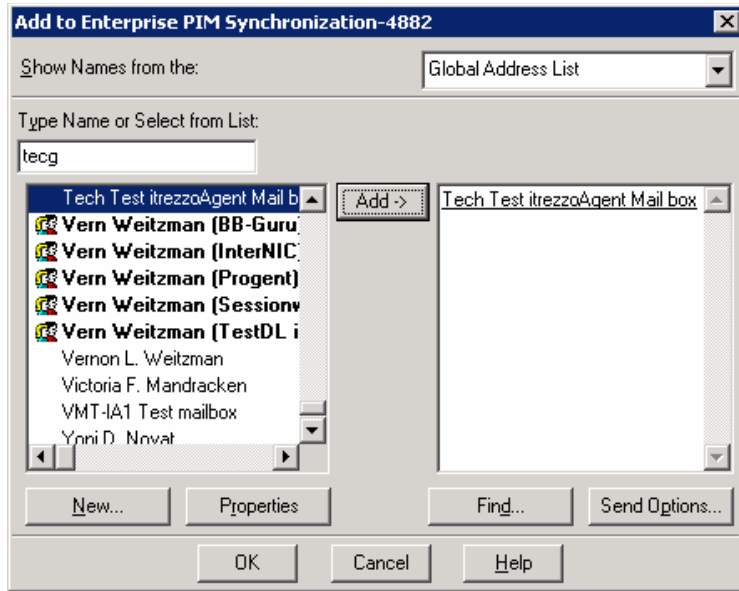 Add to Enterprise PIM Synchronization-4882
Show Names from the:
Global Address List
Type Name or Select from List:
tecg
Tech Test itrezzoAgent Mail b
Add ->
Tech Test itrezzoAgent Mail box
Vern Weitzman (BB-Guru)
Vern Weitzman (InterNIC)
Vern Weitzman (Progent)
Vern Weitzman (Sessionw
Vern Weitzman (TestDL i
Vernon L. Weitzman
Victoria F. Mandracken
VMT-IA1 Test mailbox
Yoni D. Novat
New...
Properties
Find...
Send Options...
OK
Cancel
Help